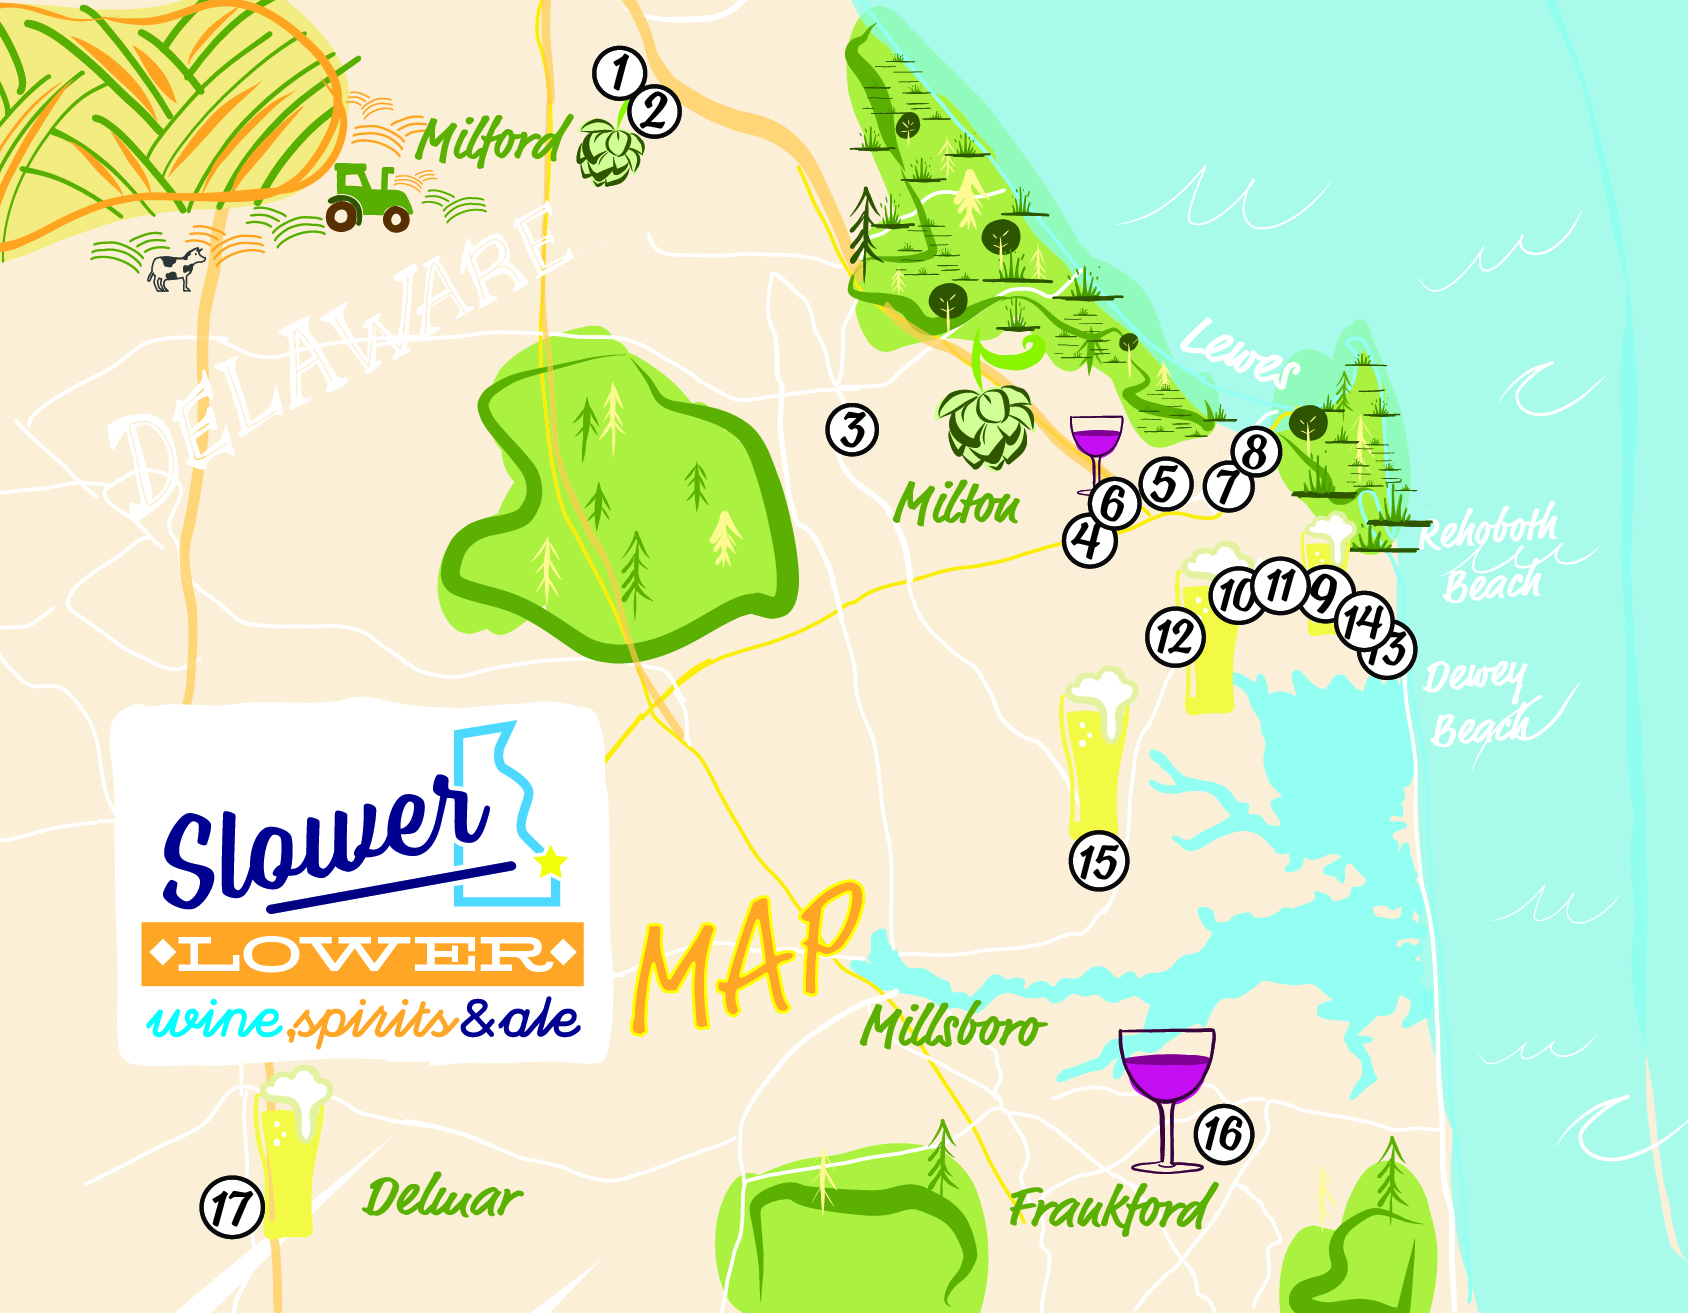 1
2
Milford
DELAWARE
Lewes
3
8
Milton
5
7
6
4
Rehoboth
Beach
10
11
9
14
12
13
Dewey
Beach
Slower
LOWER
wine, spirits & ale
15
MAP
Millsboro
16
17
Delmar
Frankford